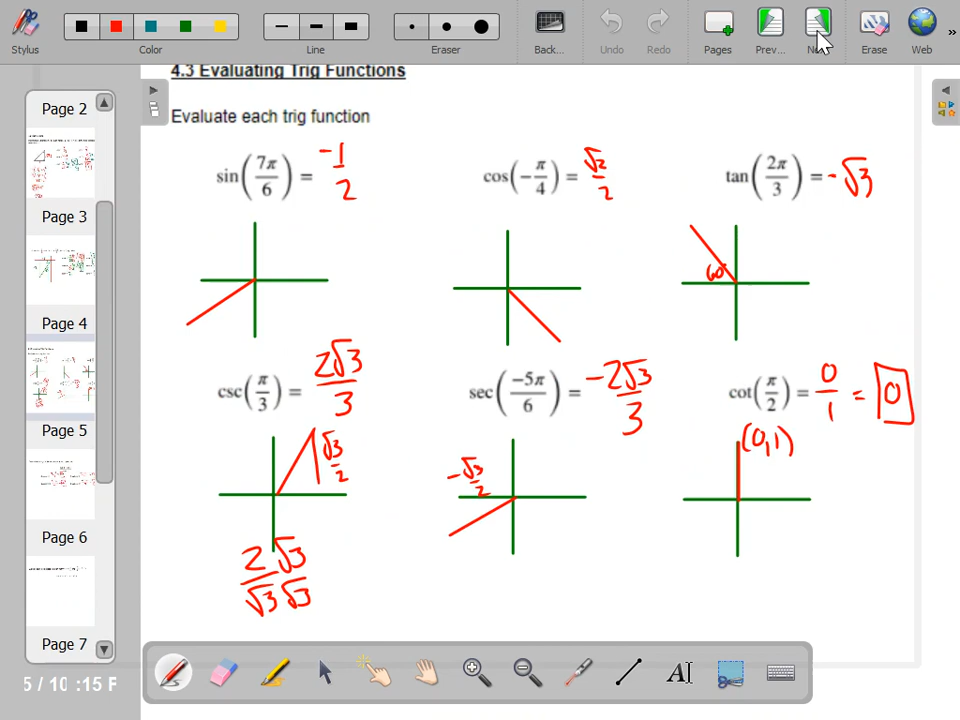 Stylus
Color
Line
Eraser
Back...
Undo
Redo
Pages
Prev...
Erase
Web
»
Page 2
Page 3
Page 4
Page 5
Page 6
Page 7
4.3 Evaluating Trig Functions
Evaluate each trig function
sin(7π/6) = -1/2
cos(-π/4) = √2/2
tan(2π/3) = -√3
60
csc(π/3) = 2√3/3
sec(-5π/6) = -2√3/3
cot(π/2) = 0/1 = 0
√3/2
-√3/2
(0,1)
2√3
√3√3
5 / 10 :15 P